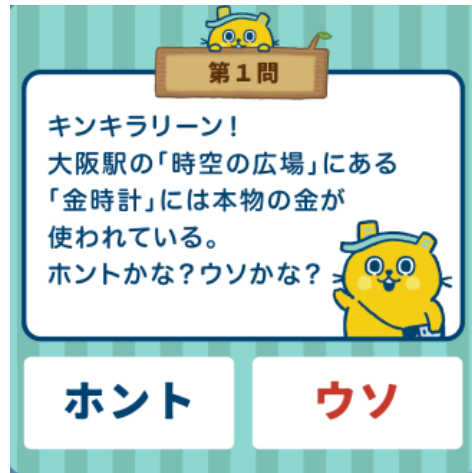 第1問
キンキラリーン!
大阪駅の「時空の広場」にある
「金時計」には本物の金が
使われている。
ホントかな?ウソかな?
ホント
ウソ